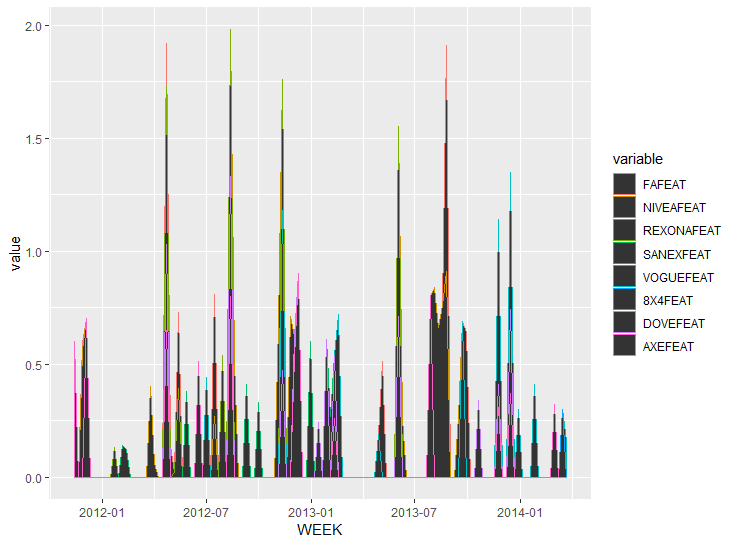 2.0
1.5
1.0
0.5
0.0
value
2012-01
2012-07
2013-01
2013-07
2014-01
WEEK
variable
FAFEAT
NIVEAFEAT
REXONAFEAT
SANEXFEAT
VOGUEFEAT
8X4FEAT
DOVEFEAT
AXEFEAT